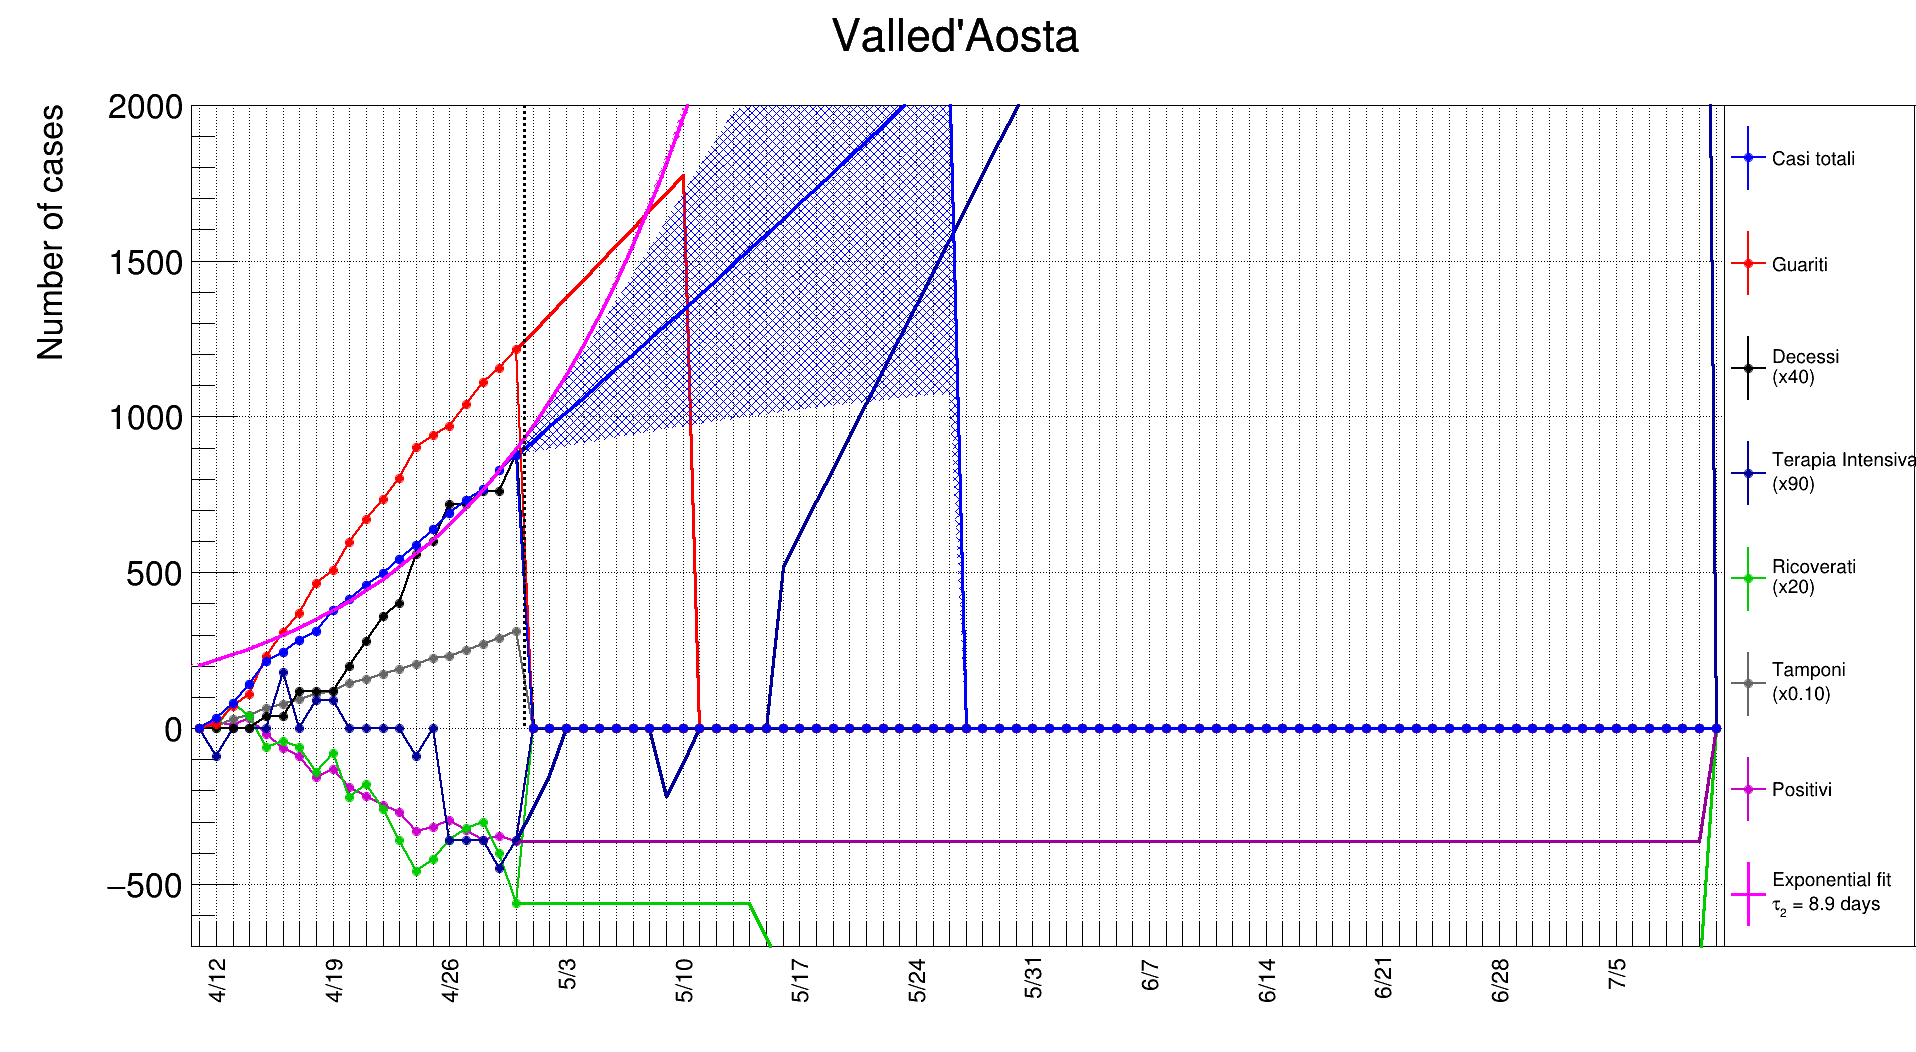 Valled'Aosta
Number of cases
2000
1500
1000
500
0
−500
4/12
4/19
4/26
5/3
5/10
5/17
5/24
5/31
6/7
6/14
6/21
6/28
7/5
Casi totali
Guariti
Decessi
(x40)
Terapia Intensiva
(x90)
Ricoverati
(x20)
Tamponi
(x0.10)
Positivi
Exponential fit
τ₂ = 8.9 days